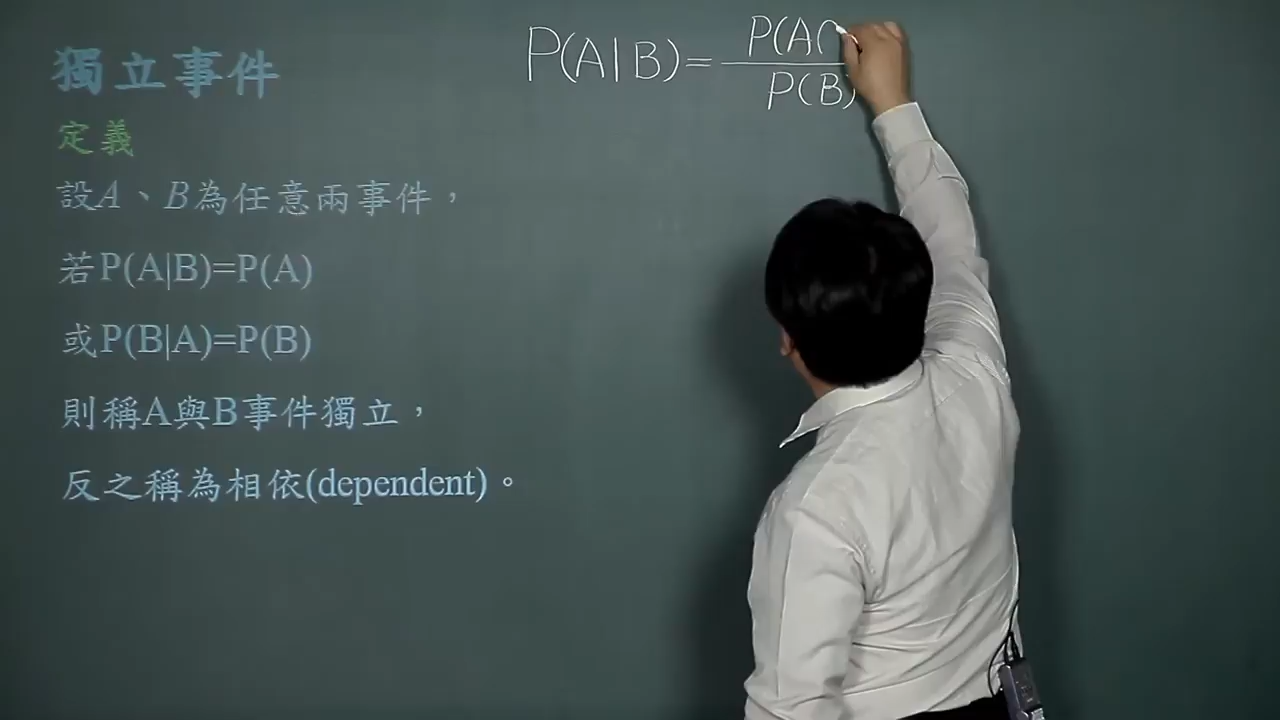 獨立事件
定義
設A、B為任意兩事件，
若P(A|B)=P(A)
或P(B|A)=P(B)
則稱A與B事件獨立，
反之稱為相依(dependent)。
P(A|B)=
P(A∩
P(B)